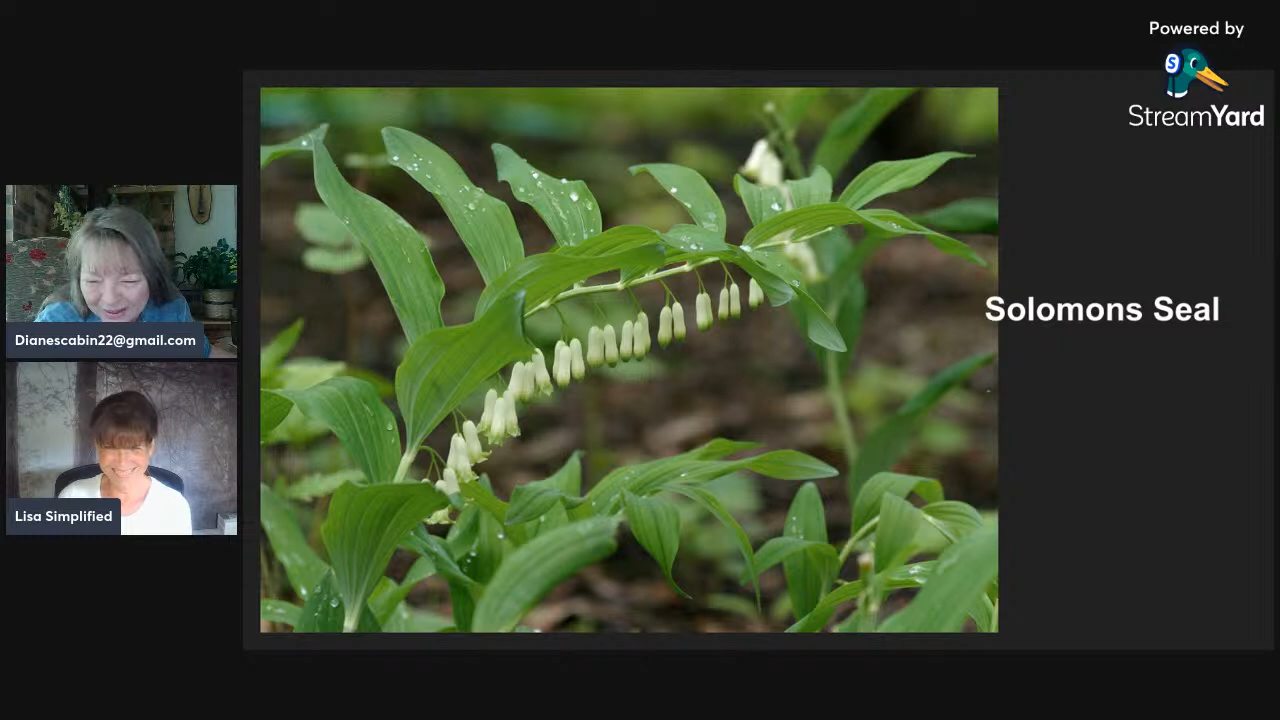 Powered by
S
StreamYard
Solomons Seal
Dianescabin22@gmail.com
Lisa Simplified